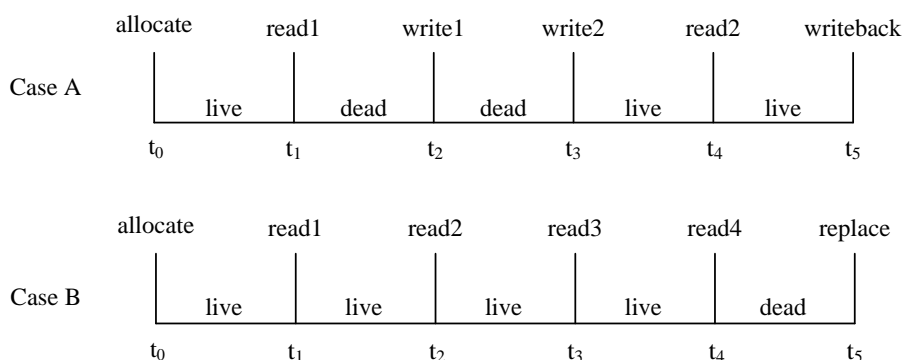 allocate read1 write1 write2 read2 writeback
Case A
live dead dead live live
t₀ t₁ t₂ t₃ t₄ t₅
allocate read1 read2 read3 read4 replace
Case B
live live live live dead
t₀ t₁ t₂ t₃ t₄ t₅